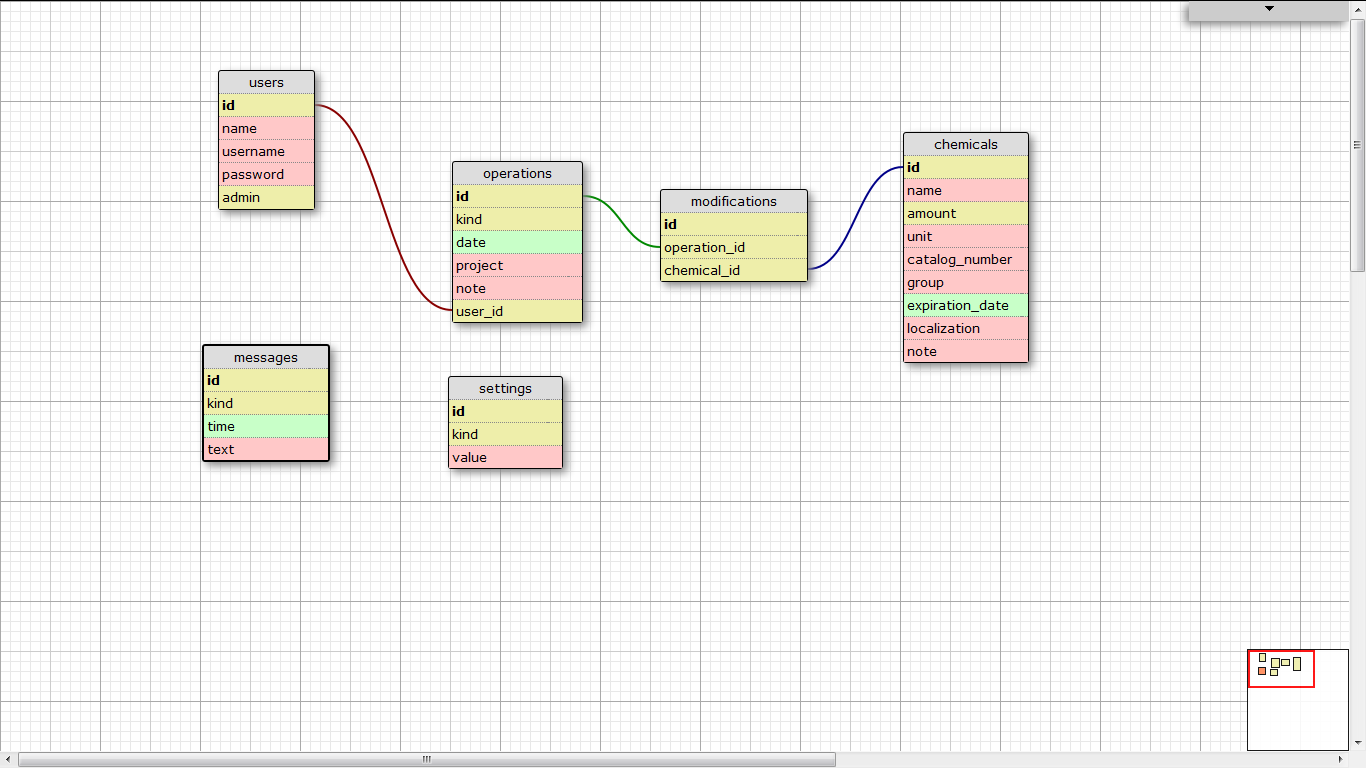 users
id
name
username
password
admin
operations
id
kind
date
project
note
user_id
modifications
id
operation_id
chemical_id
chemicals
id
name
amount
unit
catalog_number
group
expiration_date
localization
note
messages
id
kind
time
text
settings
id
kind
value